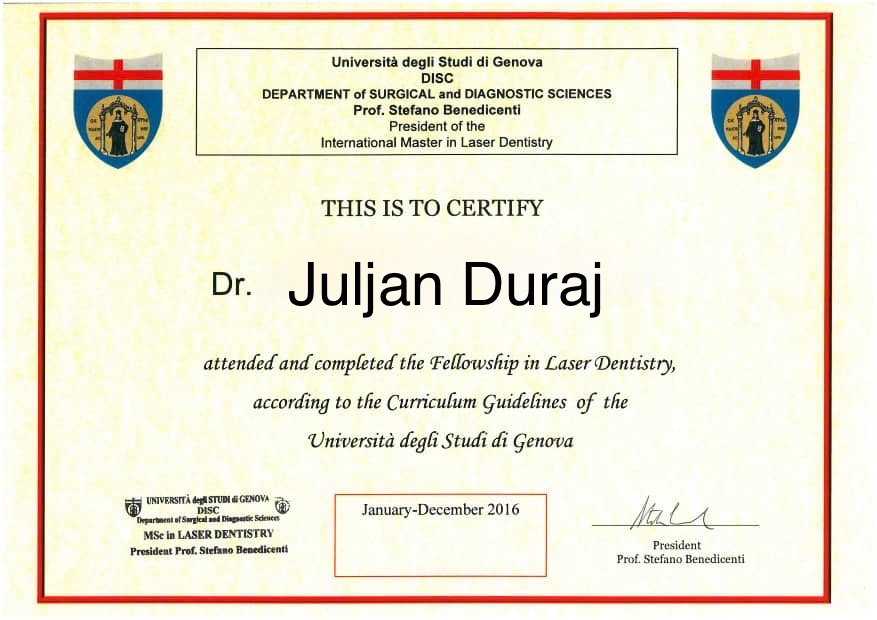 Università degli Studi di Genova
DISC
DEPARTMENT of SURGICAL and DIAGNOSTIC SCIENCES
Prof. Stefano Benedicenti
President of the
International Master in Laser Dentistry
THIS IS TO CERTIFY
Dr. Juljan Duraj
attended and completed the Fellowship in Laser Dentistry,
according to the Curriculum Guidelines of the
Università degli Studi di Genova
UNIVERSITÀ degli STUDI di GENOVA
DISC
Department of Surgical and Diagnostic Sciences
MSc in LASER DENTISTRY
President Prof. Stefano Benedicenti
January-December 2016
President
Prof. Stefano Benedicenti